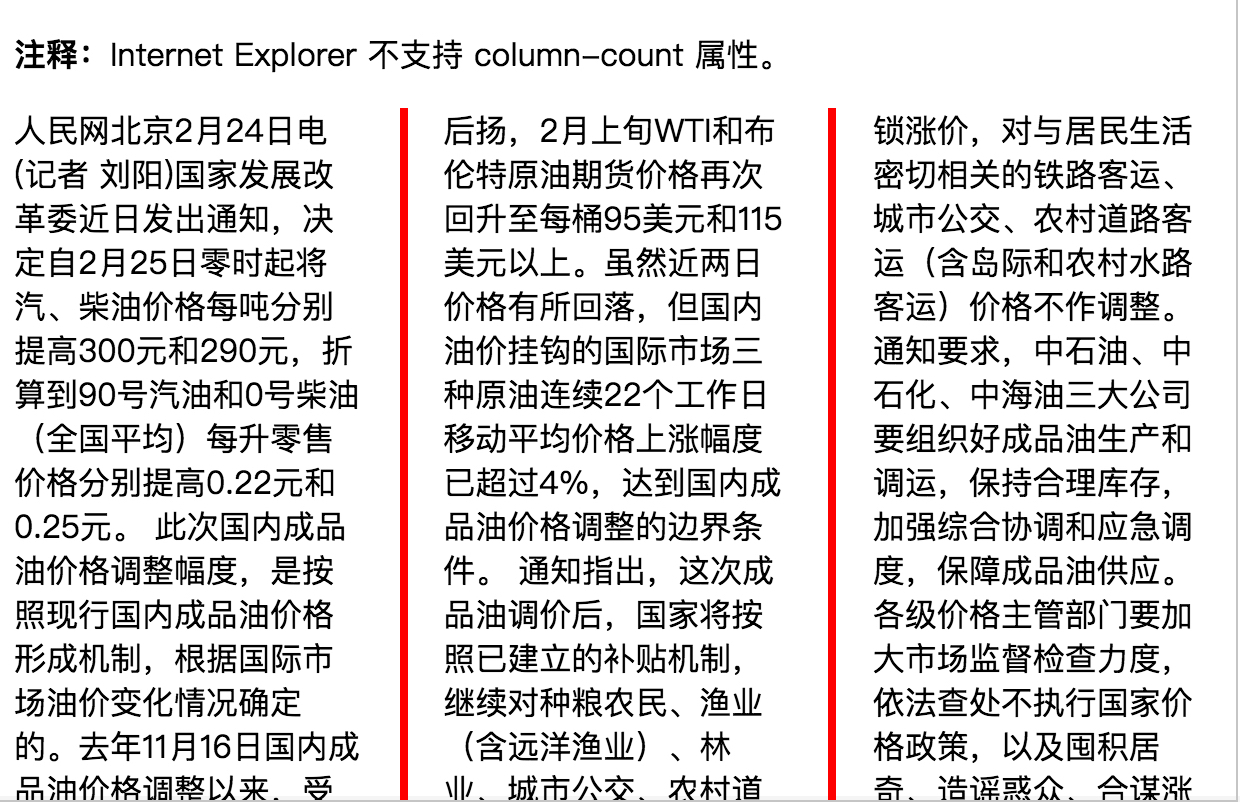 注释：Internet Explorer 不支持 column-count 属性。
人民网北京2月24日电
(记者 刘阳)国家发展改
革委近日发出通知，决
定自2月25日零时起将
汽、柴油价格每吨分别
提高300元和290元，折
算到90号汽油和0号柴油
（全国平均）每升零售
价格分别提高0.22元和
0.25元。 此次国内成品
油价格调整幅度，是按
照现行国内成品油价格
形成机制，根据国际市
场油价变化情况确定
的。去年11月16日国内成
品油价格调整以来，受
后扬，2月上旬WTI和布
伦特原油期货价格再次
回升至每桶95美元和115
美元以上。虽然近两日
价格有所回落，但国内
油价挂钩的国际市场三
种原油连续22个工作日
移动平均价格上涨幅度
已超过4%，达到国内成
品油价格调整的边界条
件。 通知指出，这次成
品油调价后，国家将按
照已建立的补贴机制，
继续对种粮农民、渔业
（含远洋渔业）、林
业、城市公交、农村道
锁涨价，对与居民生活
密切相关的铁路客运、
城市公交、农村道路客
运（含岛际和农村水路
客运）价格不作调整。
通知要求，中石油、中
石化、中海油三大公司
要组织好成品油生产和
调运，保持合理库存，
加强综合协调和应急调
度，保障成品油供应。
各级价格主管部门要加
大市场监督检查力度，
依法查处不执行国家价
格政策，以及囤积居
奇、造谣惑众、合谋涨